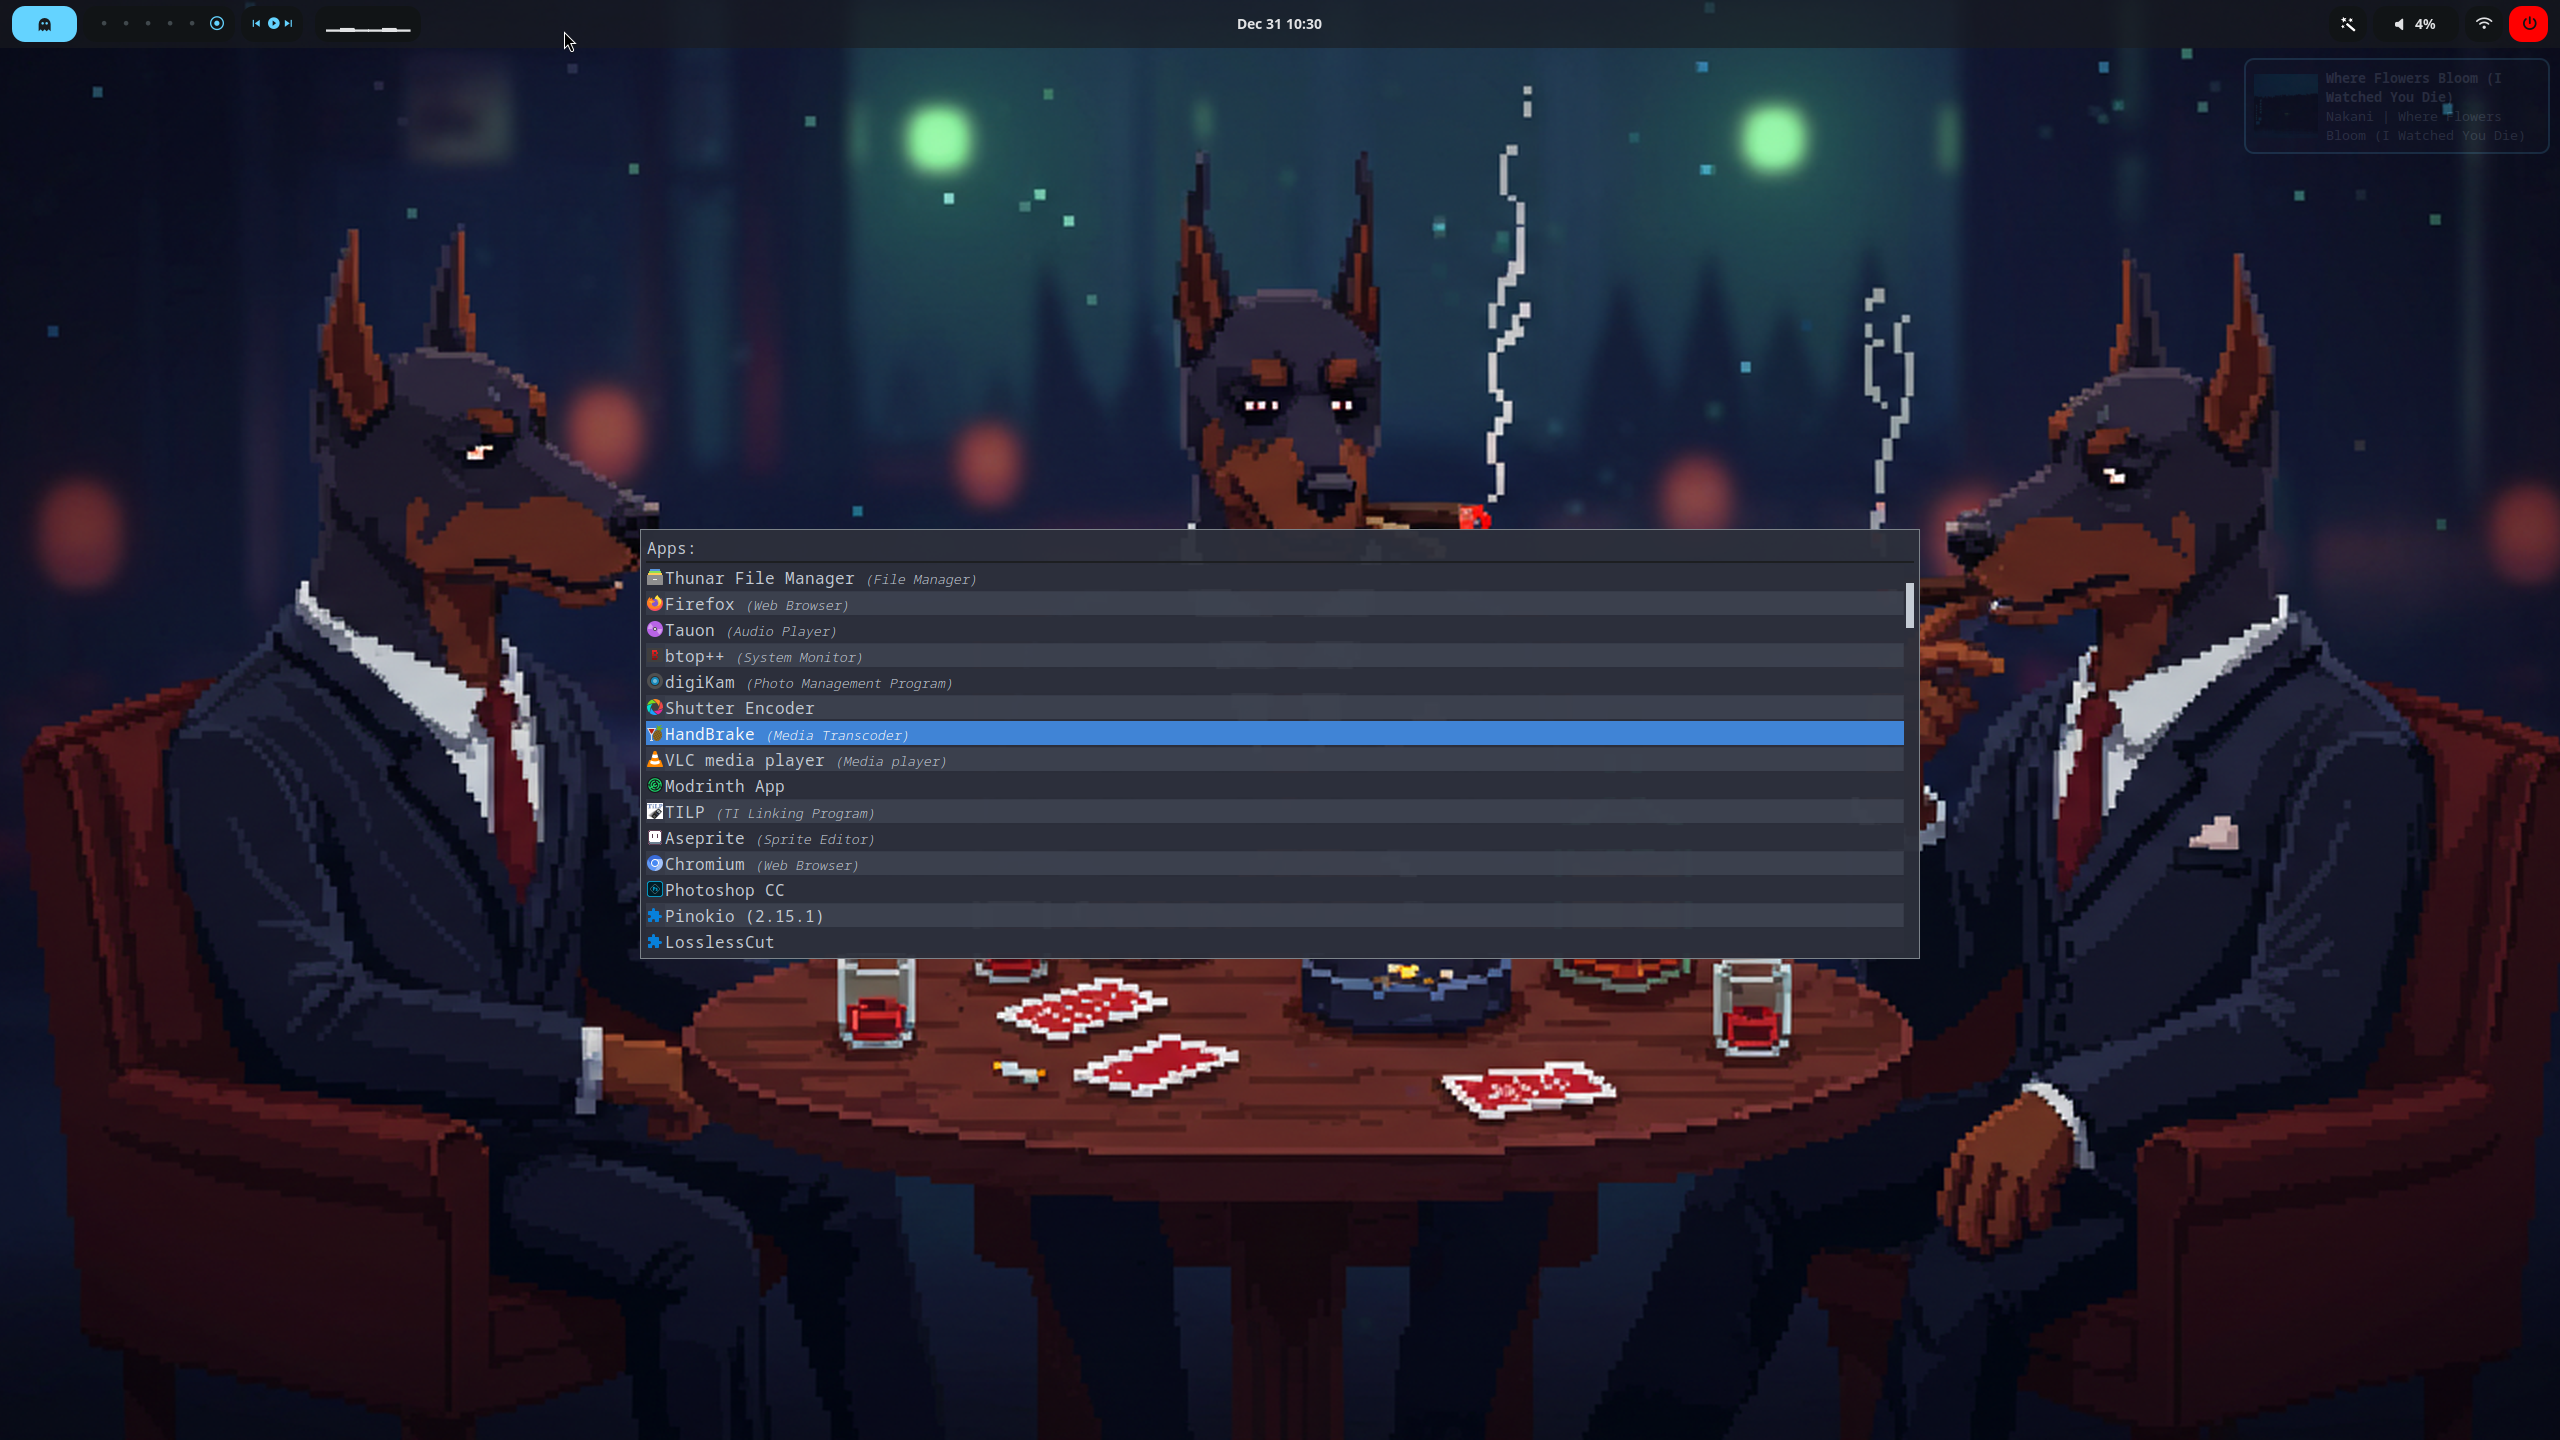 Dec 31 10:30
4%
Where Flowers Bloom (I
Watched You Die)
Nakani | Where Flowers
Bloom (I Watched You Die)
Apps:
Thunar File Manager (File Manager)
Firefox (Web Browser)
Tauon (Audio Player)
btop++ (System Monitor)
digiKam (Photo Management Program)
Shutter Encoder
HandBrake (Media Transcoder)
VLC media player (Media player)
Modrinth App
TILP (TI Linking Program)
Aseprite (Sprite Editor)
Chromium (Web Browser)
Photoshop CC
Pinokio (2.15.1)
LosslessCut